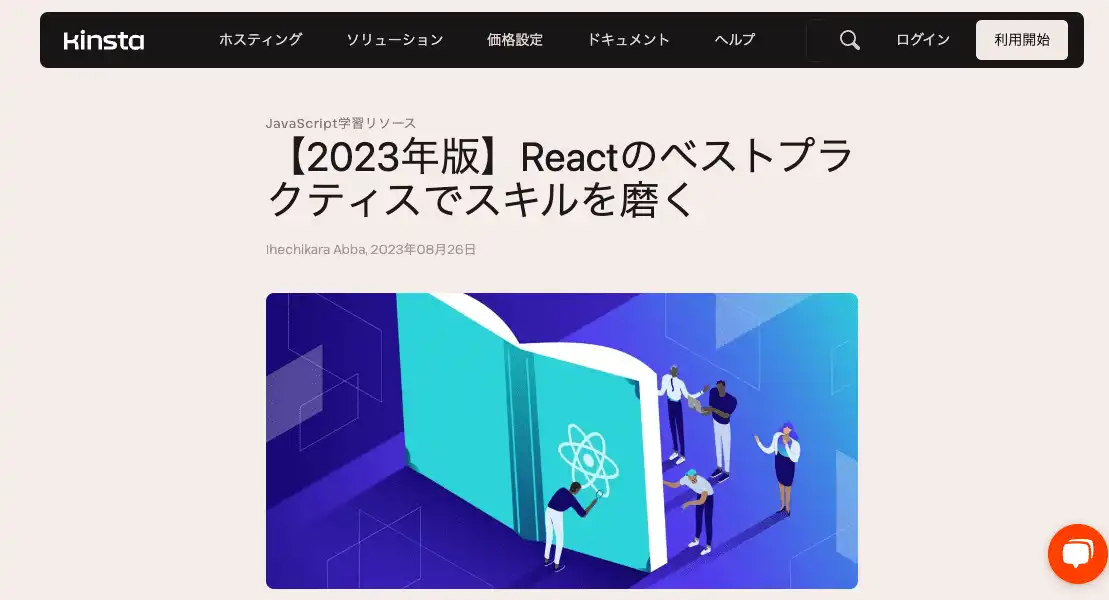 Kinsta
ホスティング
ソリューション
価格設定
ドキュメント
ヘルプ
ログイン
利用開始
JavaScript学習リソース
【2023年版】Reactのベストプラ
クティスでスキルを磨く
Ihechikara Abba, 2023年08月26日